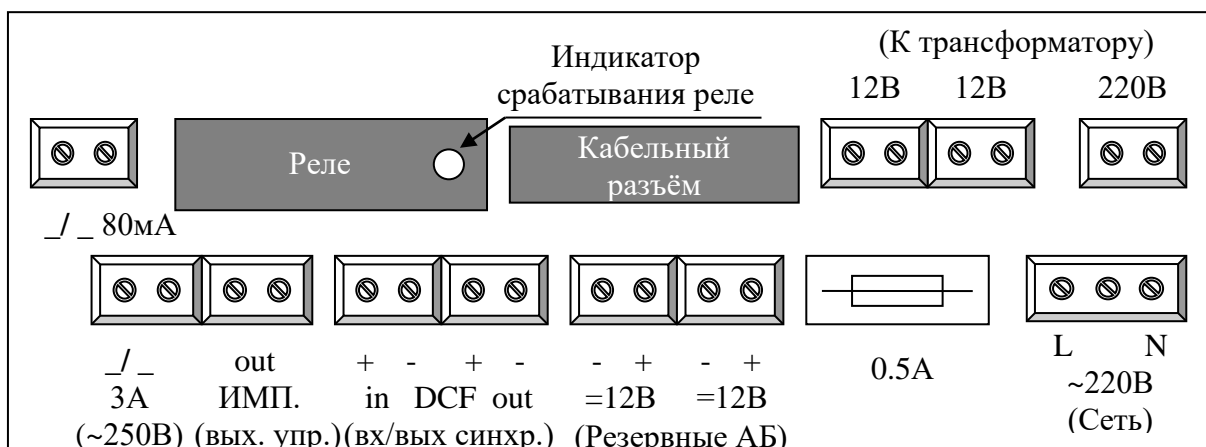 (К трансформатору)
Индикатор
срабатывания реле
12В 12В 220В
Реле
Кабельный
разъём
_/ _ 80мА
_/ _ out + - + - - + - + 0.5А L N
3А ИМП. in DCF out =12В =12В ~220В
(~250В) (вых. упр.)(вх/вых синхр.) (Резервные АБ) (Сеть)